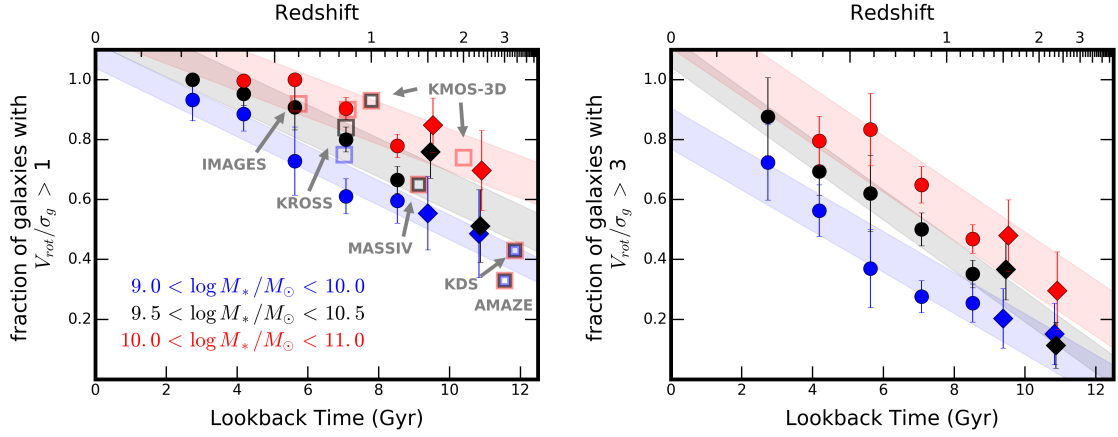 Redshift
0 1 2 3
1.0
0.8
0.6
0.4
0.2
fraction of galaxies with
V_rot/σ_g > 1
KMOS-3D
IMAGES
KROSS
MASSIV
KDS
AMAZE
9.0 < log M_*/M_⊙ < 10.0
9.5 < log M_*/M_⊙ < 10.5
10.0 < log M_*/M_⊙ < 11.0
0 2 4 6 8 10 12
Lookback Time (Gyr)
Redshift
0 1 2 3
1.0
0.8
0.6
0.4
0.2
fraction of galaxies with
V_rot/σ_g > 3
0 2 4 6 8 10 12
Lookback Time (Gyr)